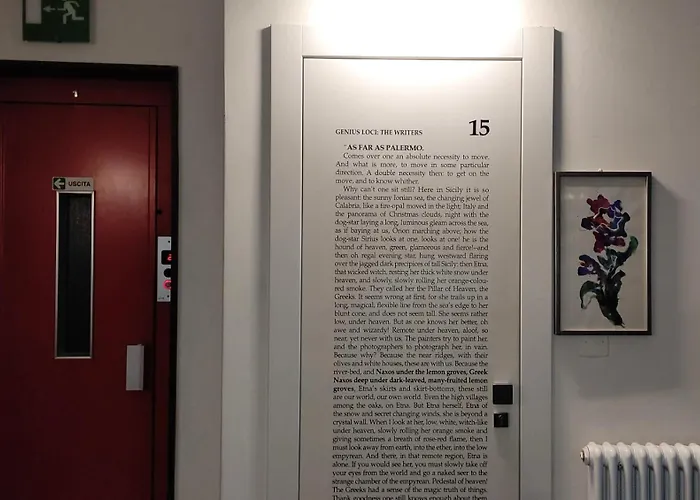 USCITA
GENIUS LOCI: THE WRITERS
15
"AS FAR AS PALERMO.
Comes over one an absolute necessity to move.
And what is more, to move in some particular
direction. A double necessity then: to get on the
move, and to know whither.
Why can't one sit still? Here in Sicily it is so
pleasant: the sunny Ionian sea, the changing jewel of
Calabria, like a fire-opal moved in the light; Italy and
the panorama of Christmas clouds, night with the
dog-star laying a long, luminous gleam across the sea,
as if baying at us, Orion marching above; how the
dog-star Sirius looks at one, looks at one! he is the
hound of heaven, green, glamorous and fierce!--and
then oh regal evening star, hung westward flaring
over the jagged dark precipices of tall Sicily: then Etna,
that wicked witch, resting her thick white snow under
heaven, and slowly, slowly rolling her orange-colou-
red smoke. They called her the Pillar of Heaven, the
Greeks. It seems wrong at first, for she trails up in a
long, magical, flexible line from the sea's edge to her
blunt cone, and does not seem tall. She seems rather
low, under heaven. But as one knows her better, oh
awe and wizardy! Remote under heaven, aloof, so
near, yet never with us. The painters try to paint her,
and the photographers to photograph her, in vain.
Because why? Because the near ridges, with their
olives and white houses, these are with us. Because the
river-bed, and Naxos under the lemon groves, Greek
Naxos deep under dark-leaved, many-fruited lemon
groves, Etna's skirts and skirt-bottoms, these still
are our world, our own world. Even the high villages
among the oaks, on Etna. But Etna herself, Etna of
the snow and secret changing winds, she is beyond a
crystal wall. When I look at her, low, white, witch-like
under heaven, slowly rolling her orange smoke and
giving sometimes a breath of rose-red flame, then I
must look away from earth, into the ether, into the low
empyrean. And there, in that remote region, Etna is
alone. If you would see her, you must slowly take off
your eyes from the world and go a naked seer to the
strange chamber of the empyrean. Pedestal of heaven!
The Greeks had a sense of the magic truth of things.
Thank goodness one still knows enough about them